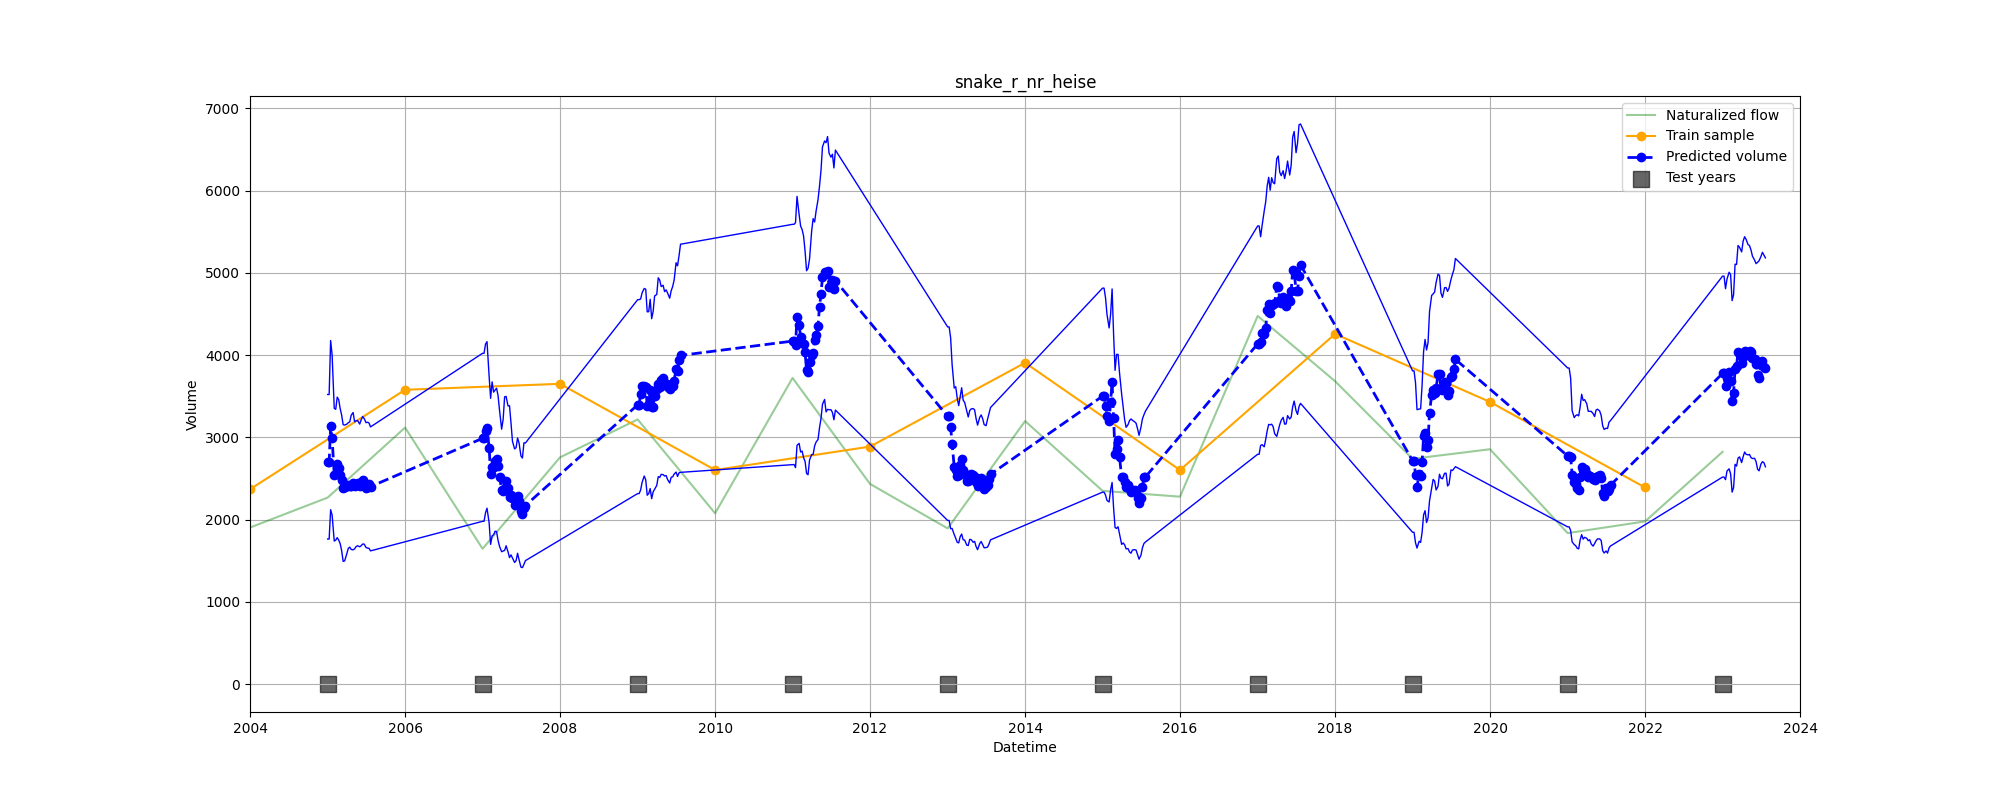 snake_r_nr_heise
7000
6000
5000
4000
3000
2000
1000
0
Volume
Naturalized flow
Train sample
Predicted volume
Test years
2004 2006 2008 2010 2012 2014 2016 2018 2020 2022 2024
Datetime